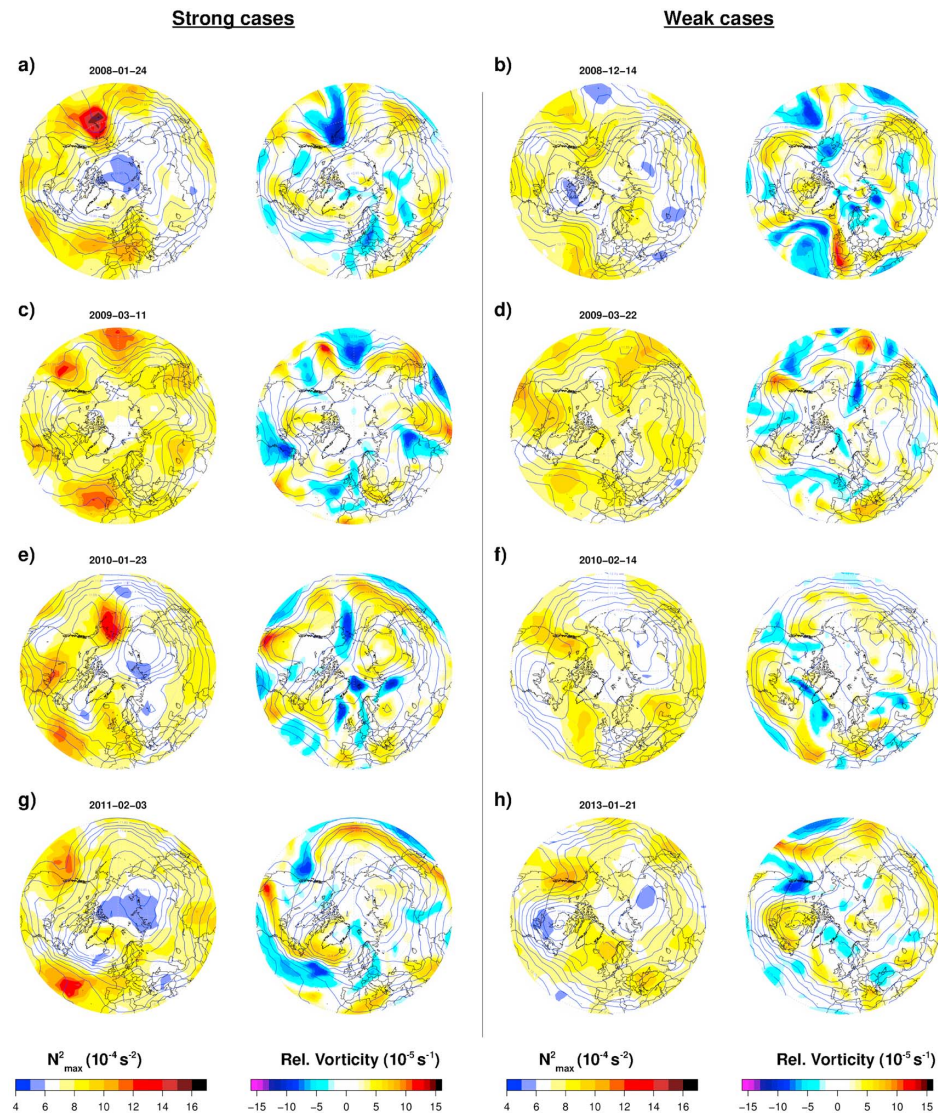 Strong cases
Weak cases
a)
2008−01−24
b)
2008−12−14
c)
2009−03−11
d)
2009−03−22
e)
2010−01−23
f)
2010−02−14
g)
2011−02−03
h)
2013−01−21
N²max (10⁻⁴ s⁻²)
Rel. Vorticity (10⁻⁵ s⁻¹)
N²max (10⁻⁴ s⁻²)
Rel. Vorticity (10⁻⁵ s⁻¹)
4 6 8 10 12 14 16
−15 −10 −5 0 5 10 15
4 6 8 10 12 14 16
−15 −10 −5 0 5 10 15